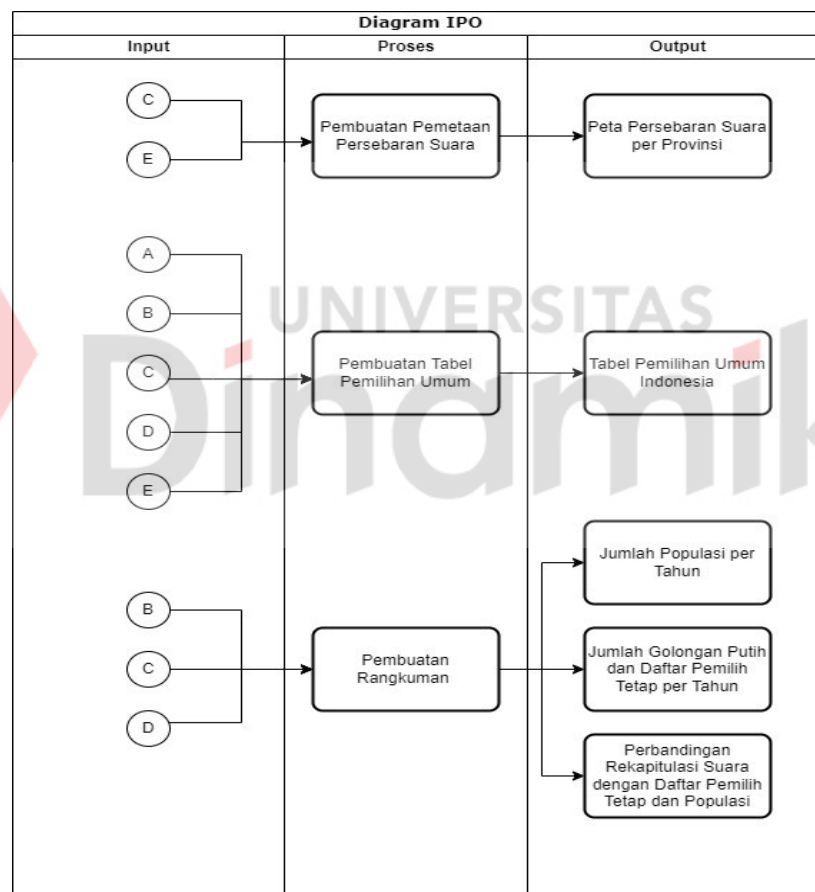 Diagram IPO
Input
Proses
Output
C
E
Pembuatan Pemetaan
Persebaran Suara
Peta Persebaran Suara
per Provinsi
A
B
C
D
E
Pembuatan Tabel
Pemilihan Umum
Tabel Pemilihan Umum
Indonesia
UNIVERSITAS
Dinamik
B
C
D
Pembuatan
Rangkuman
Jumlah Populasi per
Tahun
Jumlah Golongan Putih
dan Daftar Pemilih
Tetap per Tahun
Perbandingan
Rekapitulasi Suara
dengan Daftar Pemilih
Tetap dan Populasi